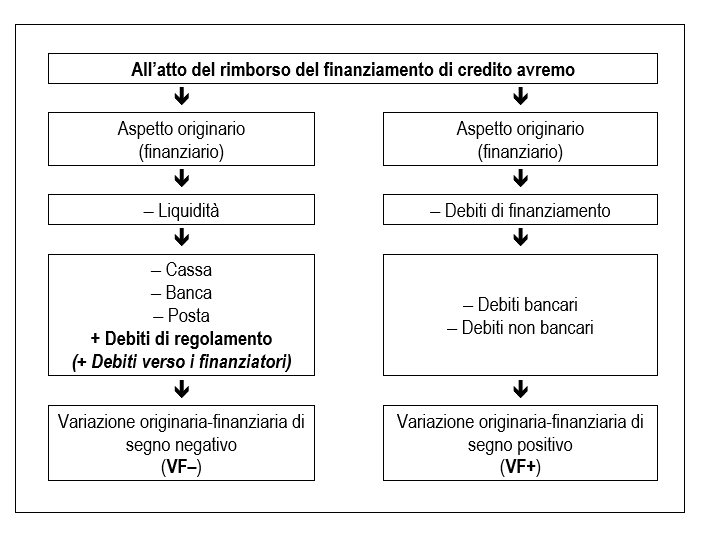 All'atto del rimborso del finanziamento di credito avremo
Aspetto originario
(finanziario)
– Liquidità
– Cassa
– Banca
– Posta
+ Debiti di regolamento
(+ Debiti verso i finanziatori)
Variazione originaria-finanziaria di
segno negativo
(VF–)
Aspetto originario
(finanziario)
– Debiti di finanziamento
– Debiti bancari
– Debiti non bancari
Variazione originaria-finanziaria di
segno positivo
(VF+)